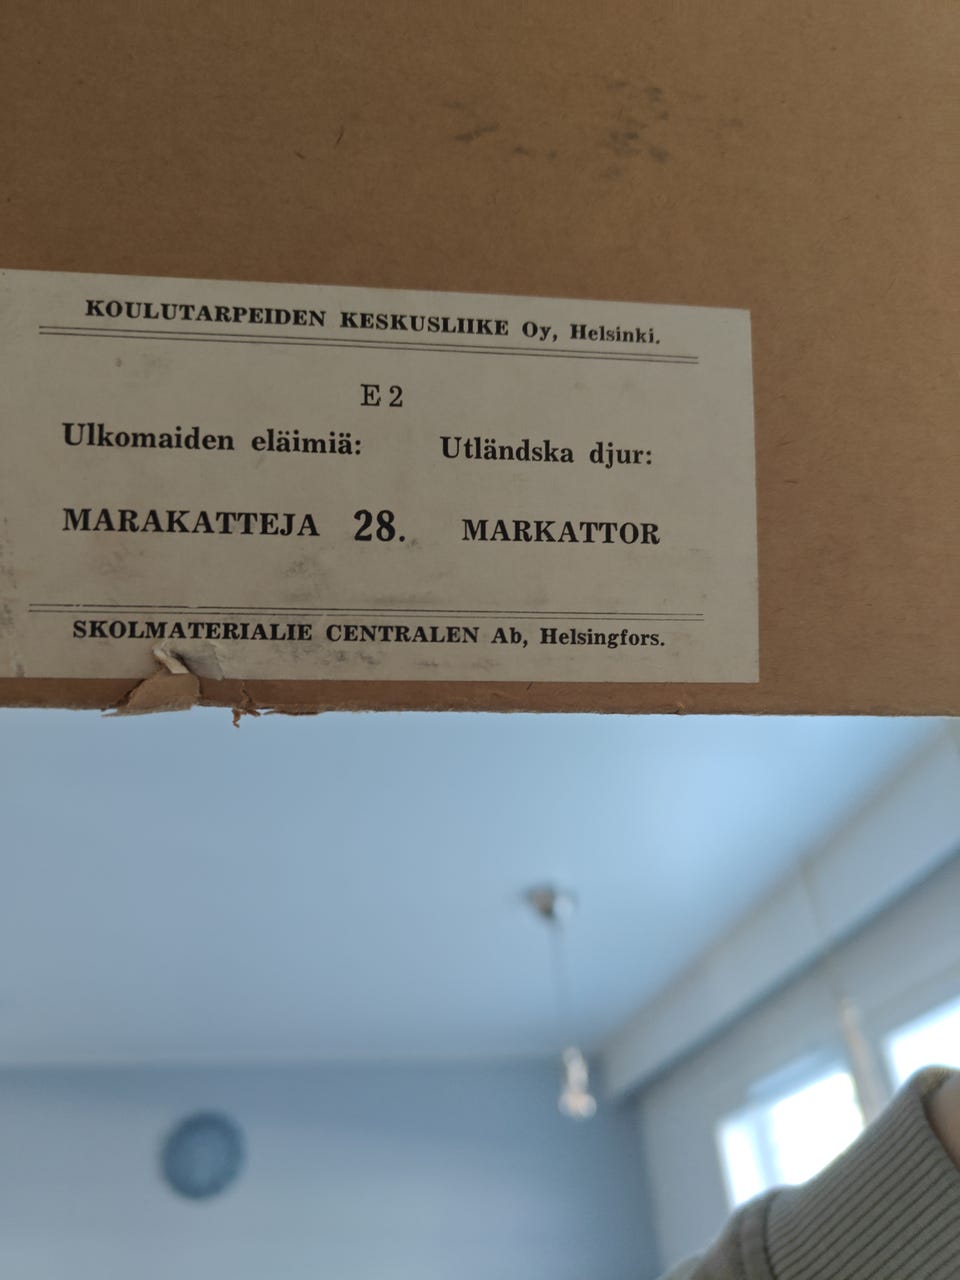 KOULUTARPEIDEN KESKUSLIIKE Oy, Helsinki.
E 2
Ulkomaiden eläimiä: Utländska djur:
MARAKATTEJA 28. MARKATTOR
SKOLMATERIALIE CENTRALEN Ab, Helsingfors.